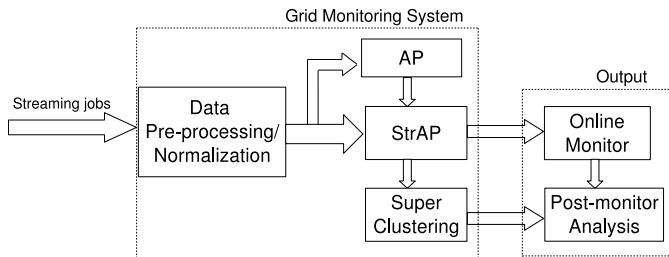 Grid Monitoring System
Streaming jobs
Data
Pre-processing/
Normalization
AP
StrAP
Super
Clustering
Output
Online
Monitor
Post-monitor
Analysis